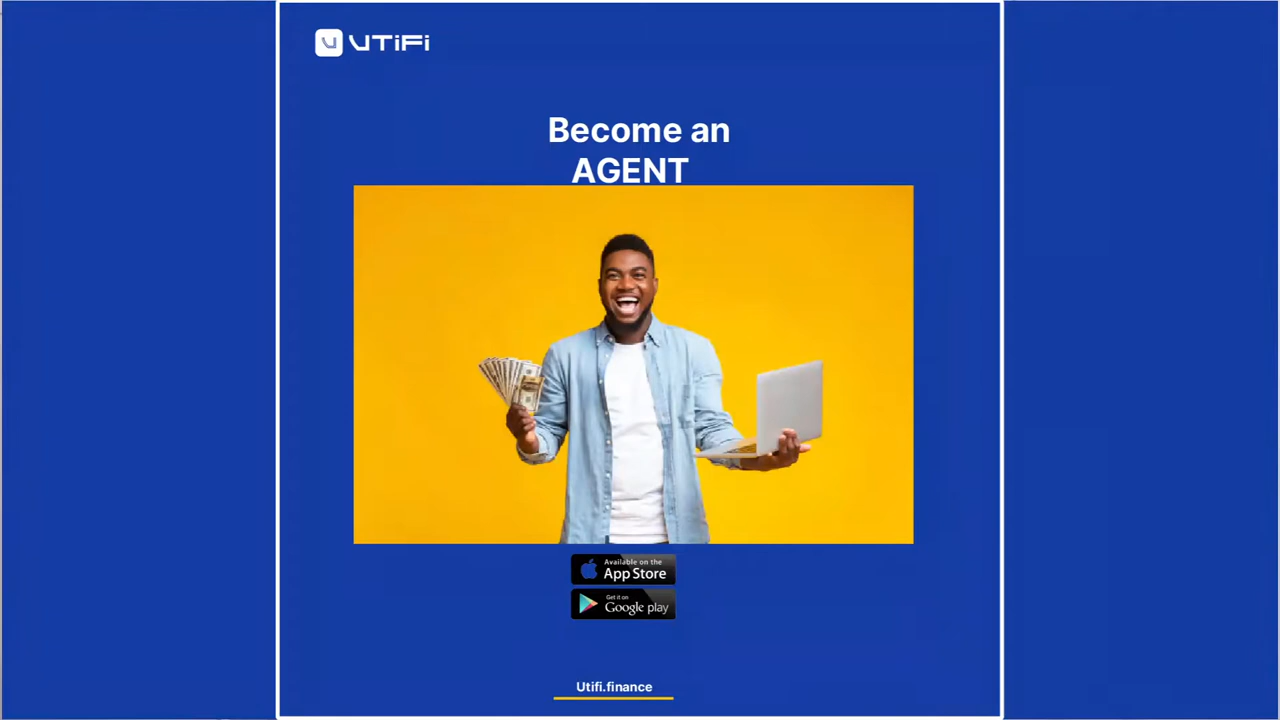 UTiFi
Become an
AGENT
Available on the
App Store
Get it on
Google play
Utifi.finance